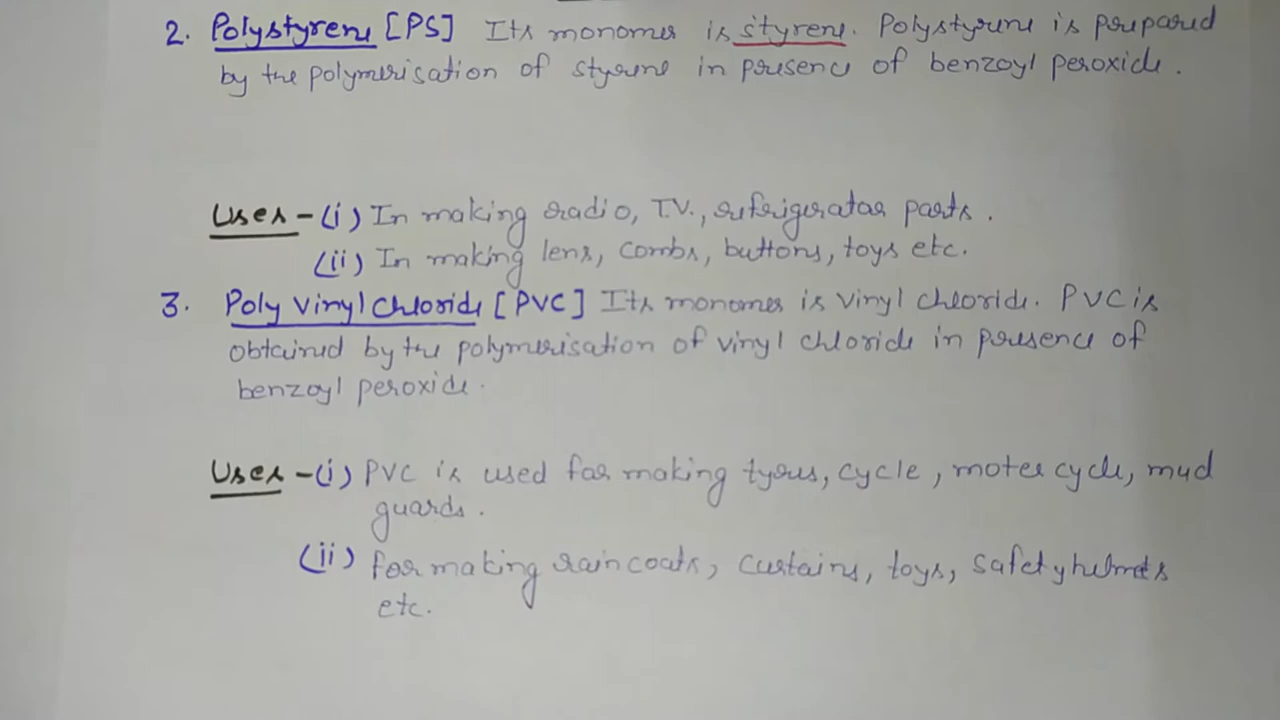 2. Polystyrene [PS] Its monomer is styrene. Polystyrene is prepared
by the polymerisation of styrene in presence of benzoyl peroxide.
Uses - (i) In making radio, T.V., refrigerator parts.
(ii) In making lens, combs, buttons, toys etc.
3. Poly Vinyl Chloride [PVC] Its monomer is vinyl chloride. PVC is
obtained by the polymerisation of vinyl chloride in presence of
benzoyl peroxide.
Uses - (i) PVC is used for making tyres, cycle, moter cycle, mud
guards.
(ii) for making raincoats, curtains, toys, safety helmets
etc.